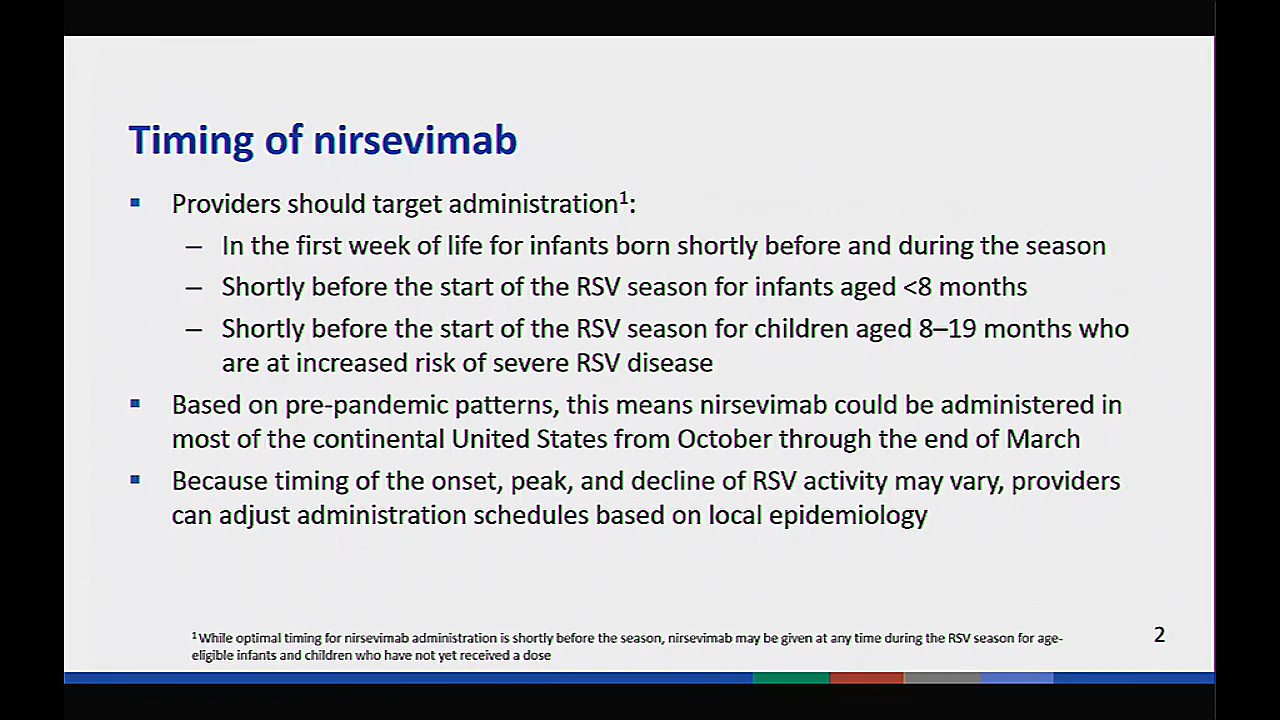 Timing of nirsevimab
▪ Providers should target administration¹:
– In the first week of life for infants born shortly before and during the season
– Shortly before the start of the RSV season for infants aged <8 months
– Shortly before the start of the RSV season for children aged 8–19 months who
are at increased risk of severe RSV disease
▪ Based on pre-pandemic patterns, this means nirsevimab could be administered in
most of the continental United States from October through the end of March
▪ Because timing of the onset, peak, and decline of RSV activity may vary, providers
can adjust administration schedules based on local epidemiology
¹ While optimal timing for nirsevimab administration is shortly before the season, nirsevimab may be given at any time during the RSV season for age-
eligible infants and children who have not yet received a dose
2